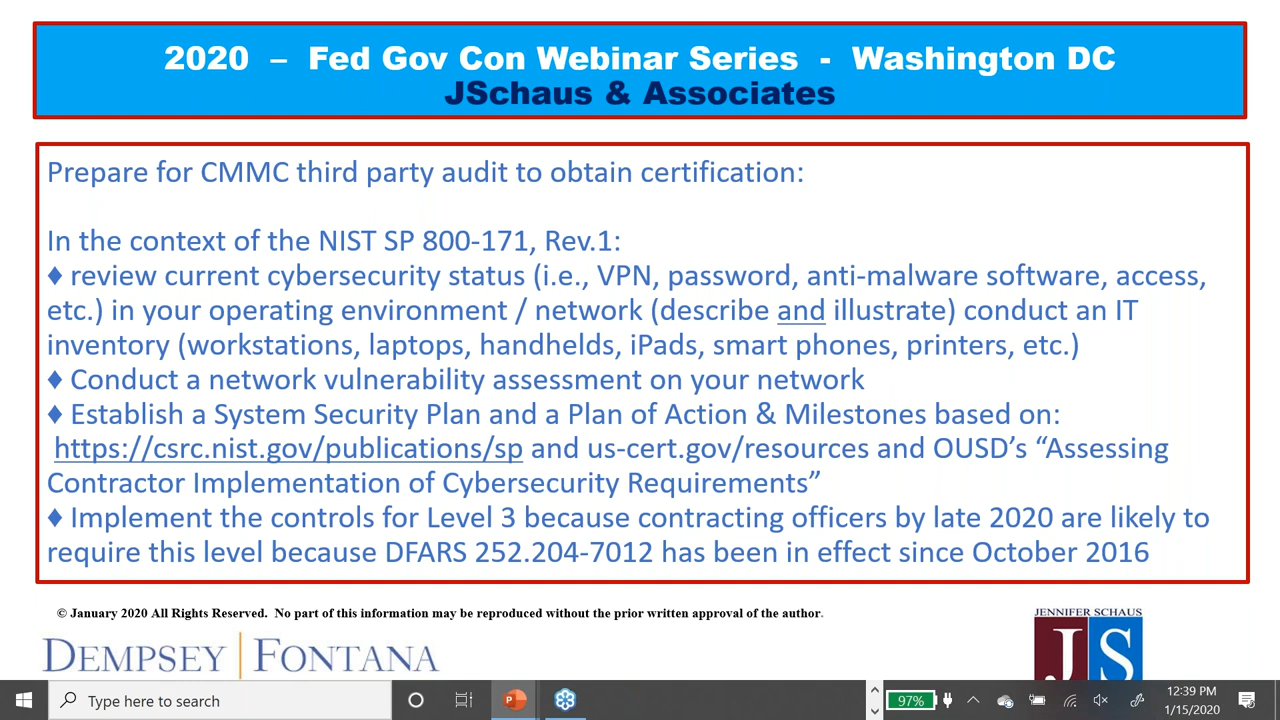 2020 – Fed Gov Con Webinar Series - Washington DC
JSchaus & Associates
Prepare for CMMC third party audit to obtain certification:
In the context of the NIST SP 800-171, Rev.1:
♦ review current cybersecurity status (i.e., VPN, password, anti-malware software, access,
etc.) in your operating environment / network (describe and illustrate) conduct an IT
inventory (workstations, laptops, handhelds, iPads, smart phones, printers, etc.)
♦ Conduct a network vulnerability assessment on your network
♦ Establish a System Security Plan and a Plan of Action & Milestones based on:
https://csrc.nist.gov/publications/sp and us-cert.gov/resources and OUSD’s “Assessing
Contractor Implementation of Cybersecurity Requirements”
♦ Implement the controls for Level 3 because contracting officers by late 2020 are likely to
require this level because DFARS 252.204-7012 has been in effect since October 2016
© January 2020 All Rights Reserved. No part of this information may be reproduced without the prior written approval of the author.
DEMPSEY | FONTANA
JENNIFER SCHAUS
JS
Type here to search
97%
12:39 PM
1/15/2020